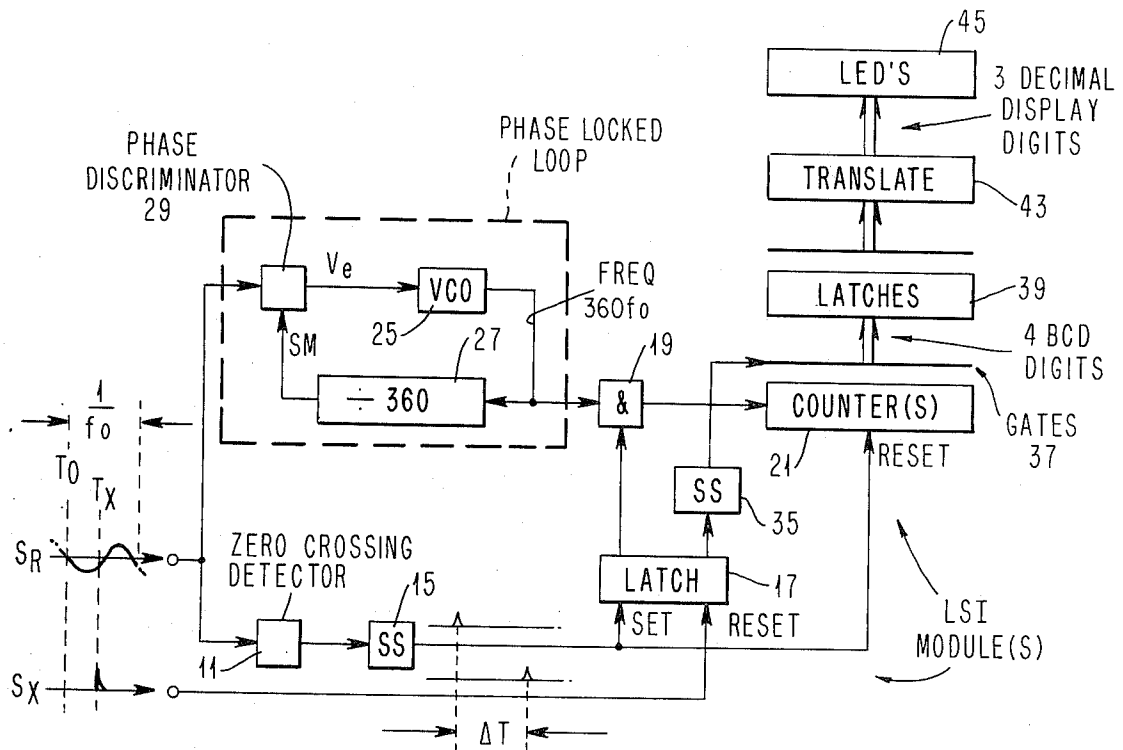 45
LED'S
3 DECIMAL
DISPLAY
DIGITS
PHASE LOCKED
LOOP
PHASE
DISCRIMINATOR
29
TRANSLATE
43
Ve
VCO
25
FREQ
360fo
LATCHES
39
SM
27
19
4 BCD
DIGITS
÷ 360
&
COUNTER(S)
GATES
37
1
fo
21
RESET
TO
TX
SS
35
SR
ZERO CROSSING
DETECTOR
15
LATCH
17
SET
RESET
LSI
MODULE(S)
11
SS
SX
ΔT